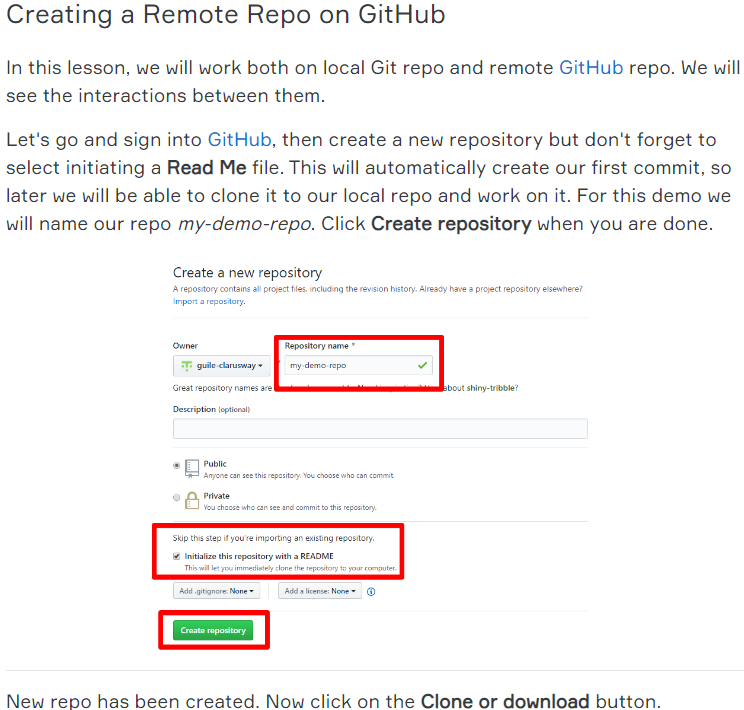 Creating a Remote Repo on GitHub
In this lesson, we will work both on local Git repo and remote GitHub repo. We will
see the interactions between them.
Let's go and sign into GitHub, then create a new repository but don't forget to
select initiating a Read Me file. This will automatically create our first commit, so
later we will be able to clone it to our local repo and work on it. For this demo we
will name our repo my-demo-repo. Click Create repository when you are done.
Create a new repository
A repository contains all project files, including the revision history. Already have a project repository elsewhere?
Import a repository.
Owner
Repository name *
guile-clarusway
my-demo-repo
Great repository names are about shiny-tribble?
Description (optional)
Public
Anyone can see this repository. You choose who can commit.
Private
You choose who can see and commit to this repository.
Skip this step if you're importing an existing repository.
Initialize this repository with a README
This will let you immediately clone the repository to your computer.
Add .gitignore: None
Add a license: None
Create repository
New repo has been created. Now click on the Clone or download button.